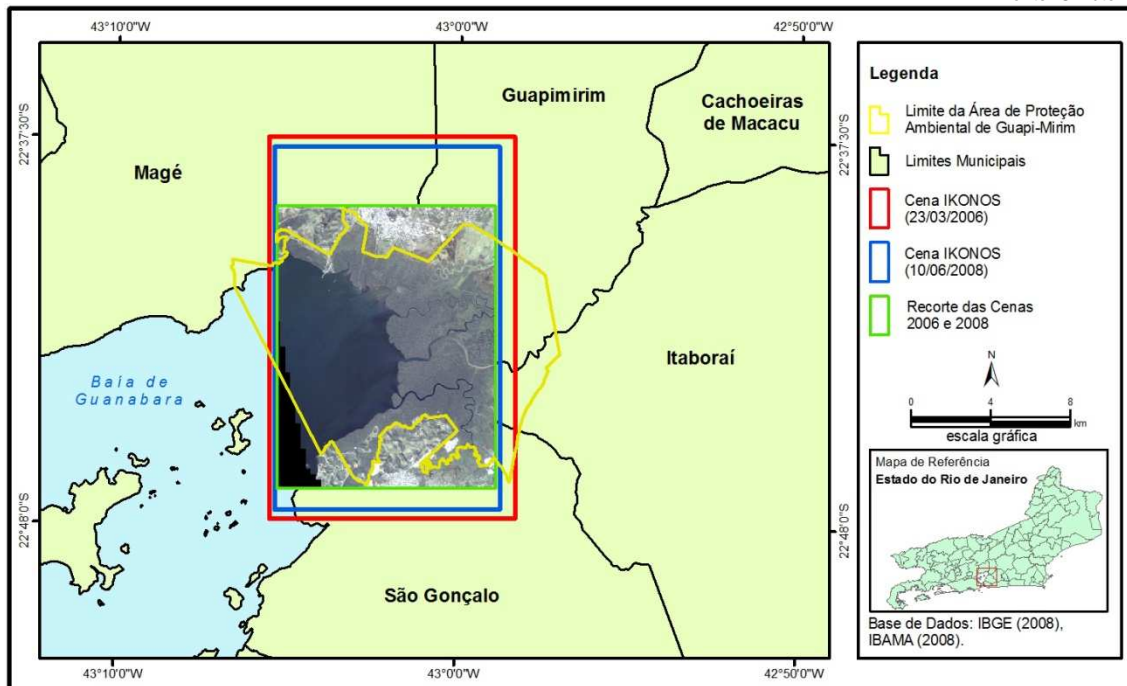 43°10'0"W
43°0'0"W
42°50'0"W
22°37'30"S
22°37'30"S
22°48'0"S
22°48'0"S
Guapimirim
Cachoeiras
de Macacu
Magé
Itaboraí
Baía de
Guanabara
São Gonçalo
43°10'0"W
43°0'0"W
42°50'0"W
Legenda
Limite da Área de Proteção
Ambiental de Guapi-Mirim
Limites Municipais
Cena IKONOS
(23/03/2006)
Cena IKONOS
(10/06/2008)
Recorte das Cenas
2006 e 2008
N
0 4 8
km
escala gráfica
Mapa de Referência
Estado do Rio de Janeiro
Base de Dados: IBGE (2008),
IBAMA (2008).